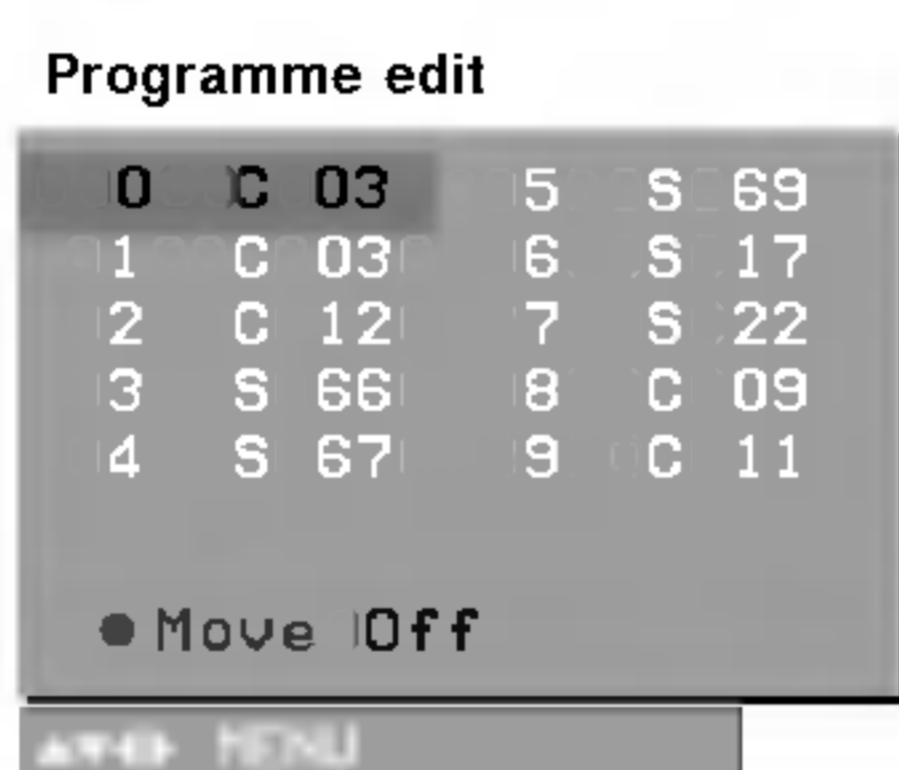 Programme edit
0 C 03 5 S 69
1 C 03 6 S 17
2 C 12 7 S 22
3 S 66 8 C 09
4 S 67 9 C 11
● Move Off
▲▼◀▶ MENU